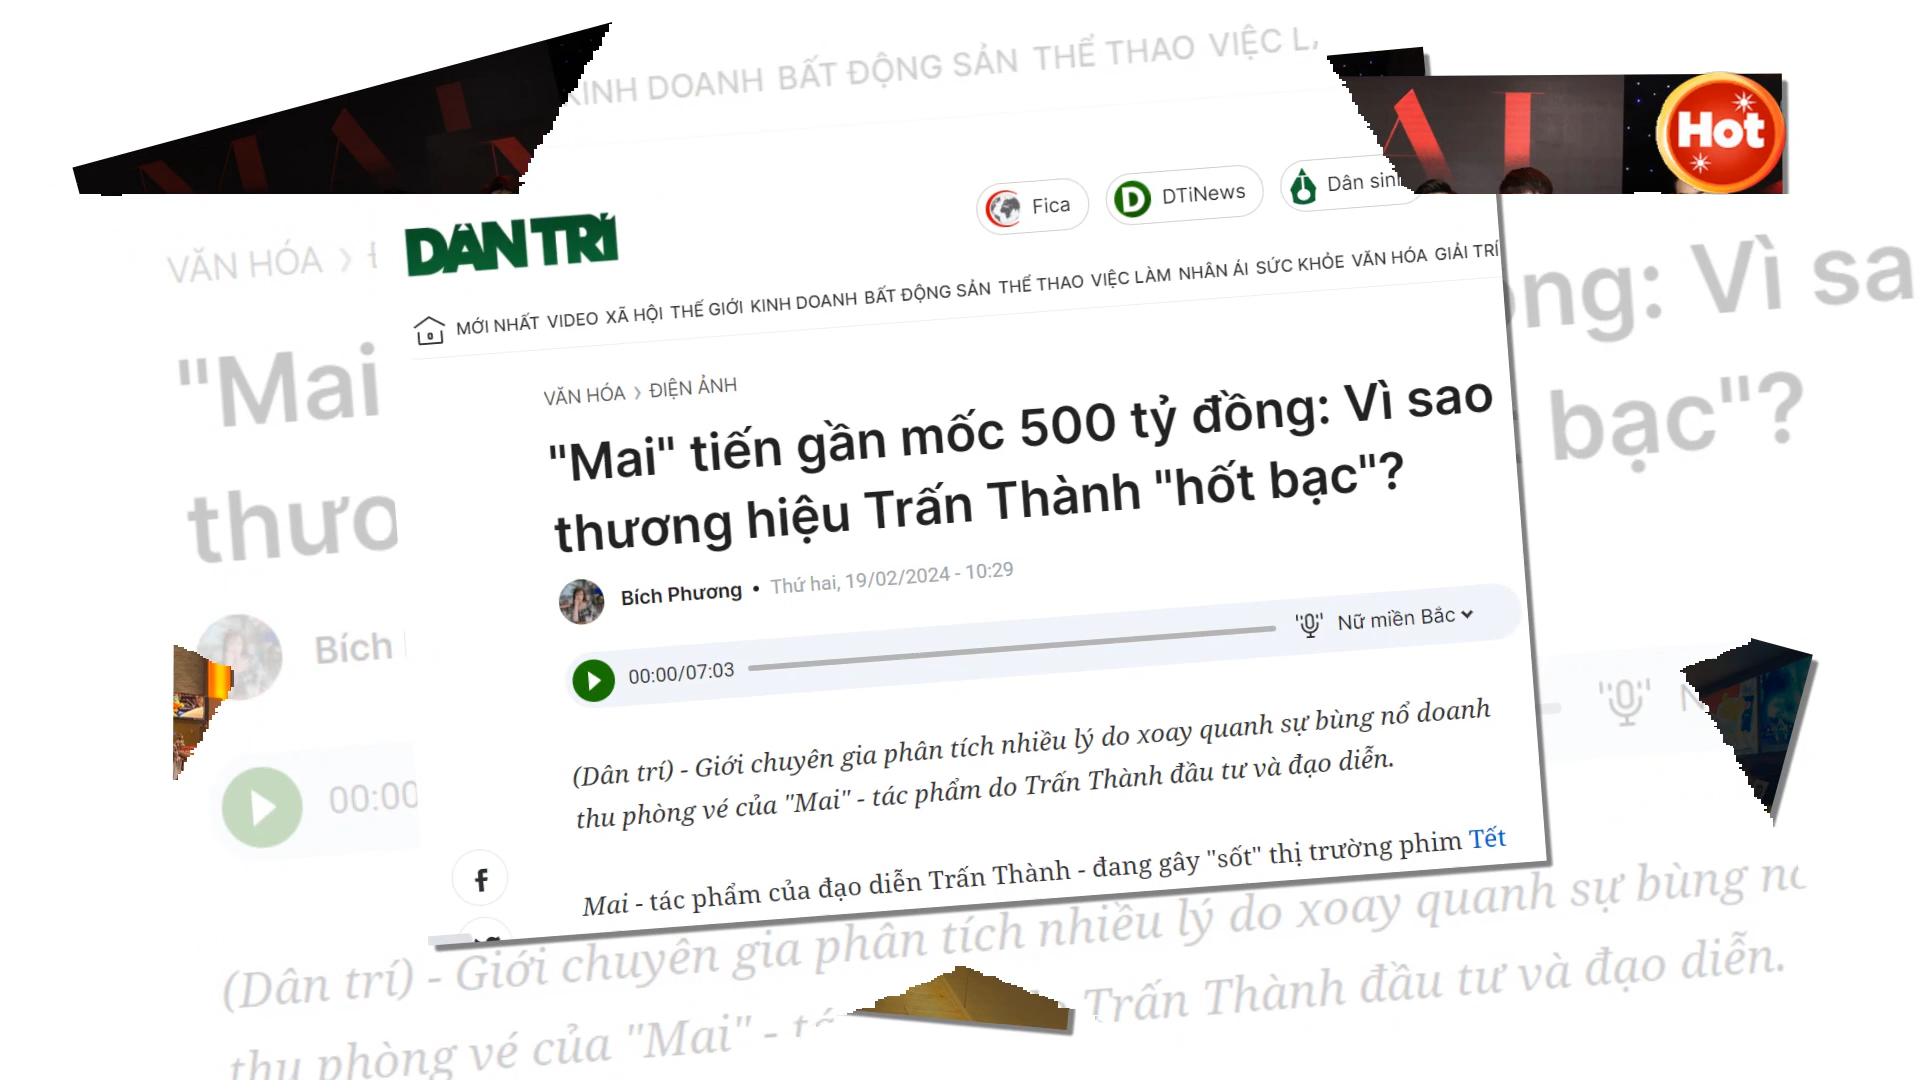 KINH DOANH BẤT ĐỘNG SẢN THỂ THAO VIỆC L
MAI
AI
Hot
Fica
DTiNews
Dân sinh
DÂN TRÍ
MỚI NHẤT VIDEO XÃ HỘI THẾ GIỚI KINH DOANH BẤT ĐỘNG SẢN THỂ THAO VIỆC LÀM NHÂN ÁI SỨC KHỎE VĂN HÓA GIẢI TRÍ
VĂN HÓA > ĐIỆN ẢNH
"Mai" tiến gần mốc 500 tỷ đồng: Vì sao
thương hiệu Trấn Thành "hốt bạc"?
Bích Phương • Thứ hai, 19/02/2024 - 10:29
00:00/07:03
Nữ miền Bắc
(Dân trí) - Giới chuyên gia phân tích nhiều lý do xoay quanh sự bùng nổ doanh
thu phòng vé của "Mai" - tác phẩm do Trấn Thành đầu tư và đạo diễn.
Mai - tác phẩm của đạo diễn Trấn Thành - đang gây "sốt" thị trường phim Tết
VĂN HÓA >
"Mai
ồng: Vì sa
thươ
bạc"?
Bích
00:00
(Dân trí) - Giới chuyên gia phân tích nhiều lý do xoay quanh sự bùng nổ
thu phòng vé của "Mai" - tác
Trấn Thành đầu tư và đạo diễn.